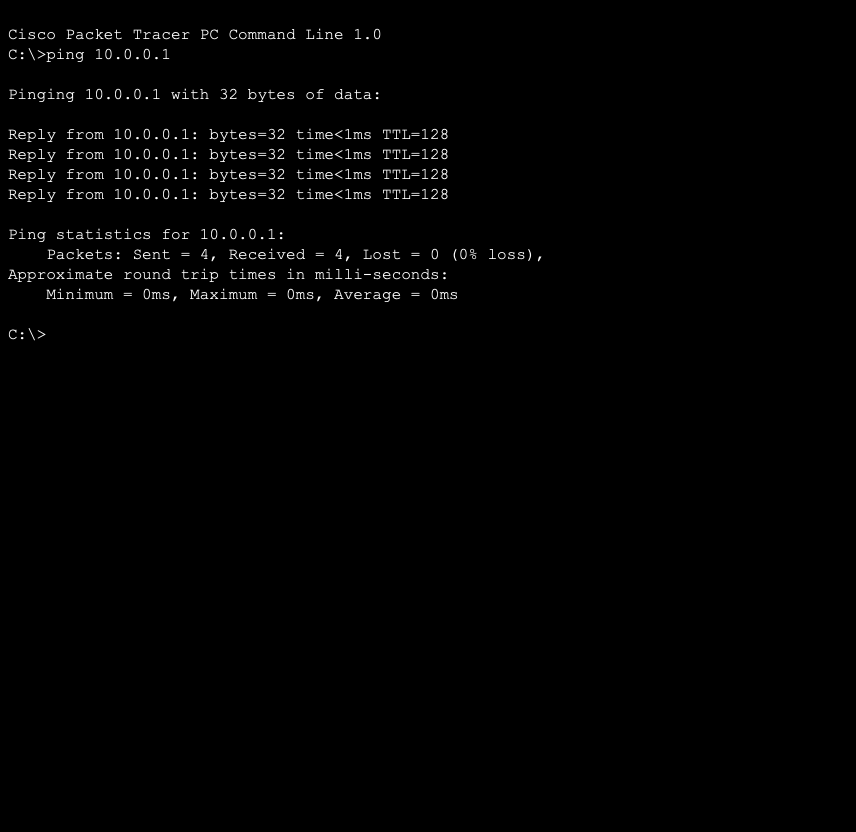 Cisco Packet Tracer PC Command Line 1.0
C:\>ping 10.0.0.1
Pinging 10.0.0.1 with 32 bytes of data:
Reply from 10.0.0.1: bytes=32 time<1ms TTL=128
Reply from 10.0.0.1: bytes=32 time<1ms TTL=128
Reply from 10.0.0.1: bytes=32 time<1ms TTL=128
Reply from 10.0.0.1: bytes=32 time<1ms TTL=128
Ping statistics for 10.0.0.1:
    Packets: Sent = 4, Received = 4, Lost = 0 (0% loss),
Approximate round trip times in milli-seconds:
    Minimum = 0ms, Maximum = 0ms, Average = 0ms
C:\>